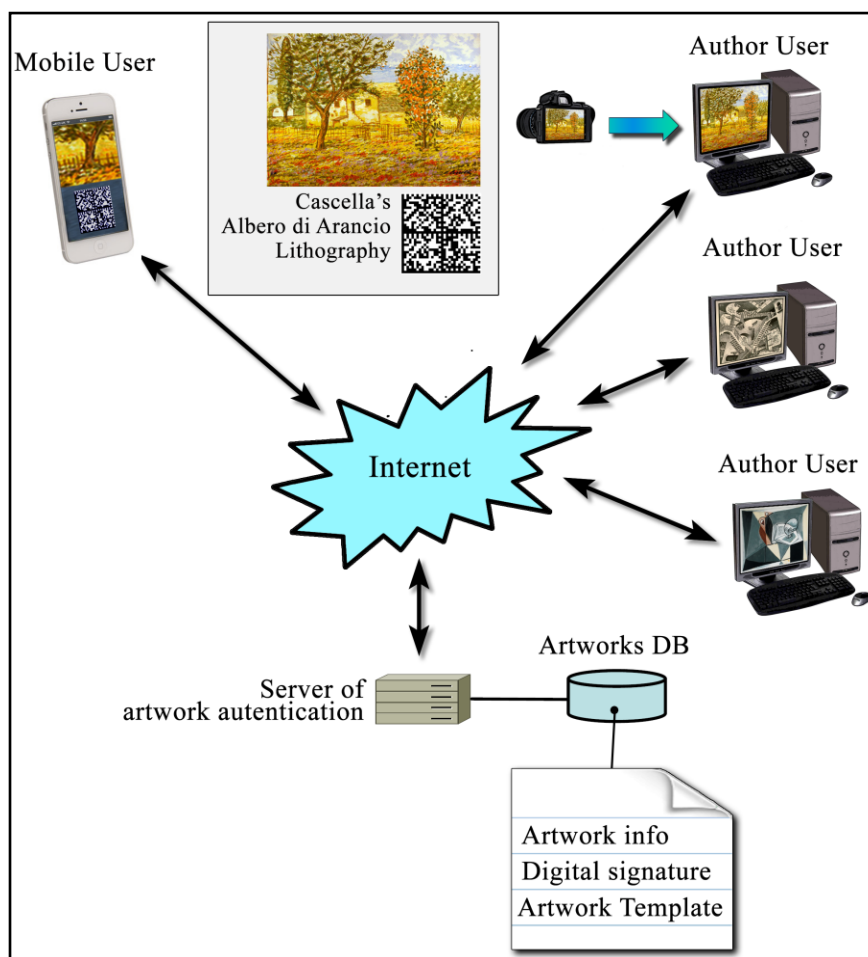 Mobile User
Author User
Cascella's
Albero di Arancio
Lithography
Author User
Author User
Internet
Artworks DB
Server of
artwork autentication
Artwork info
Digital signature
Artwork Template